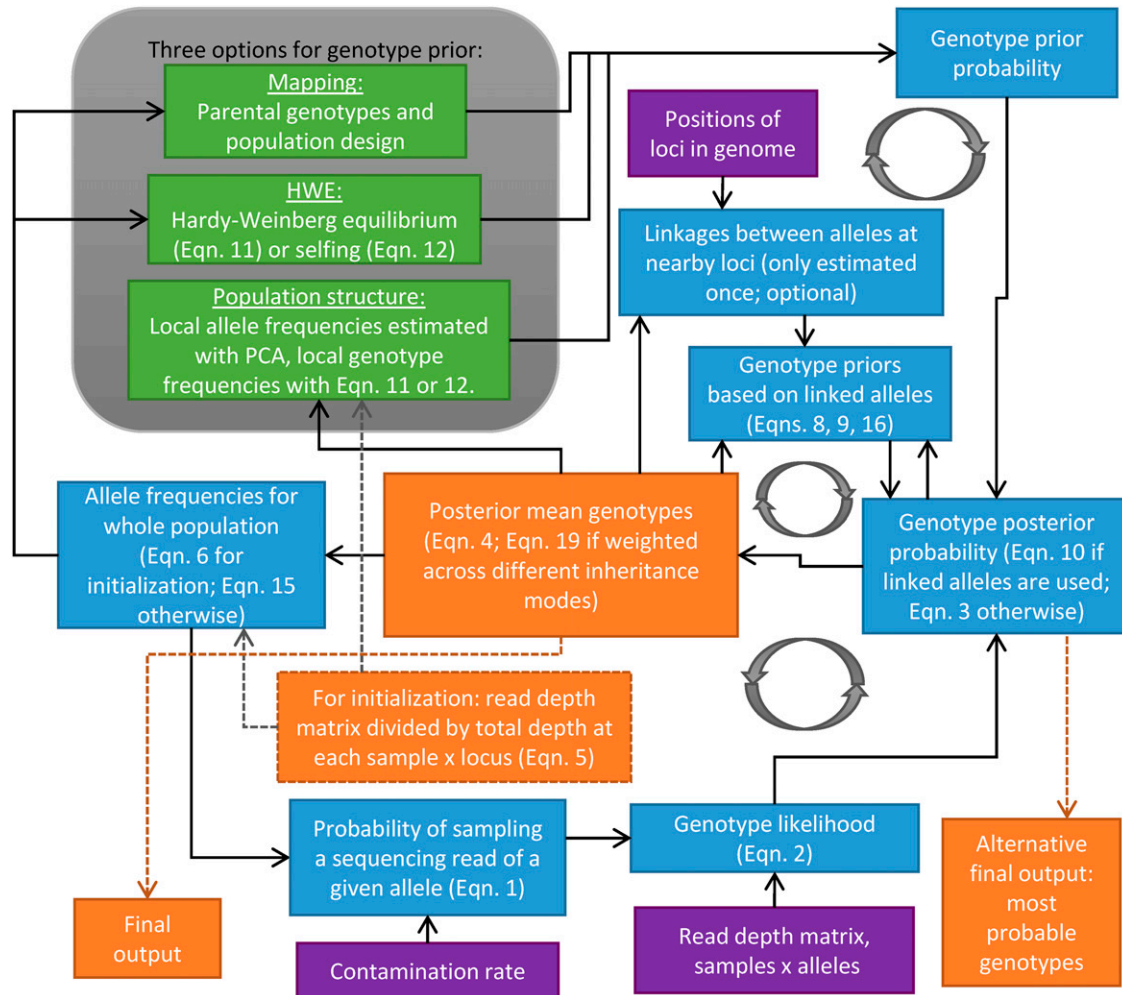 Three options for genotype prior:
Mapping:
Parental genotypes and
population design
HWE:
Hardy-Weinberg equilibrium
(Eqn. 11) or selfing (Eqn. 12)
Population structure:
Local allele frequencies estimated
with PCA, local genotype
frequencies with Eqn. 11 or 12.
Genotype prior
probability
Positions of
loci in genome
Linkages between alleles at
nearby loci (only estimated
once; optional)
Genotype priors
based on linked alleles
(Eqns. 8, 9, 16)
Allele frequencies for
whole population
(Eqn. 6 for
initialization; Eqn. 15
otherwise)
Posterior mean genotypes
(Eqn. 4; Eqn. 19 if weighted
across different inheritance
modes)
Genotype posterior
probability (Eqn. 10 if
linked alleles are used;
Eqn. 3 otherwise)
For initialization: read depth
matrix divided by total depth at
each sample x locus (Eqn. 5)
Probability of sampling
a sequencing read of a
given allele (Eqn. 1)
Genotype likelihood
(Eqn. 2)
Alternative
final output:
most
probable
genotypes
Final
output
Contamination rate
Read depth matrix,
samples x alleles